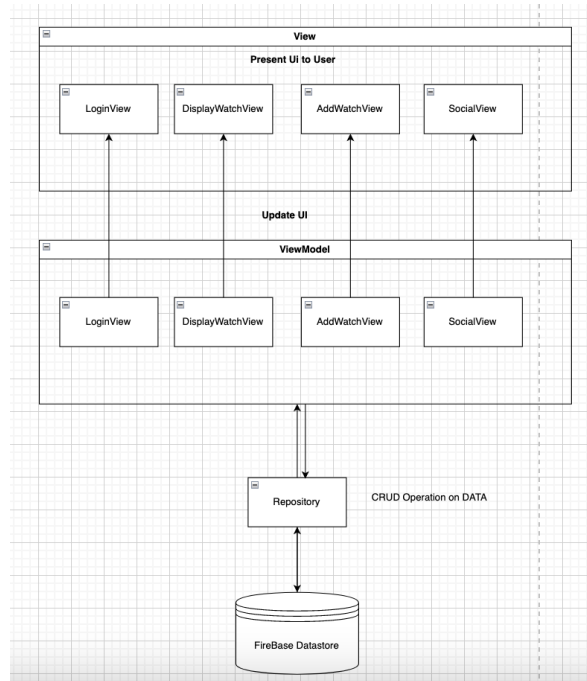 View
Present Ui to User
LoginView
DisplayWatchView
AddWatchView
SocialView
Update UI
ViewModel
LoginView
DisplayWatchView
AddWatchView
SocialView
Repository
CRUD Operation on DATA
FireBase Datastore